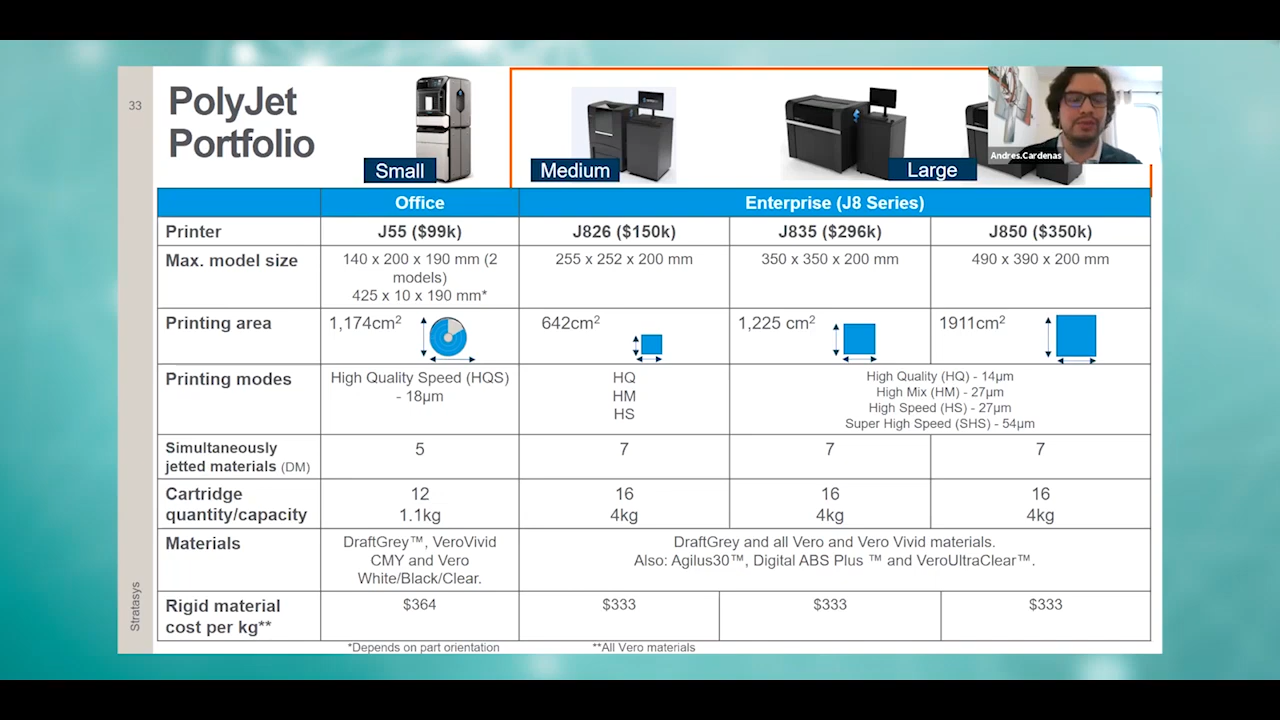 33
PolyJet
Portfolio
Small
Medium
Large
Andres.Cardenas
Office
Enterprise (J8 Series)
Printer
J55 ($99k)
J826 ($150k)
J835 ($296k)
J850 ($350k)
Max. model size
140 x 200 x 190 mm (2
models)
425 x 10 x 190 mm*
255 x 252 x 200 mm
350 x 350 x 200 mm
490 x 390 x 200 mm
Printing area
1,174cm²
642cm²
1,225 cm²
1911cm²
Printing modes
High Quality Speed (HQS)
- 18µm
HQ
HM
HS
High Quality (HQ) - 14µm
High Mix (HM) - 27µm
High Speed (HS) - 27µm
Super High Speed (SHS) - 54µm
Simultaneously
jetted materials (DM)
5
7
7
7
Cartridge
quantity/capacity
12
1.1kg
16
4kg
16
4kg
16
4kg
Materials
DraftGrey™, VeroVivid
CMY and Vero
White/Black/Clear.
DraftGrey and all Vero and Vero Vivid materials.
Also: Agilus30™, Digital ABS Plus ™ and VeroUltraClear™.
Rigid material
cost per kg**
$364
$333
$333
$333
*Depends on part orientation
**All Vero materials
Stratasys